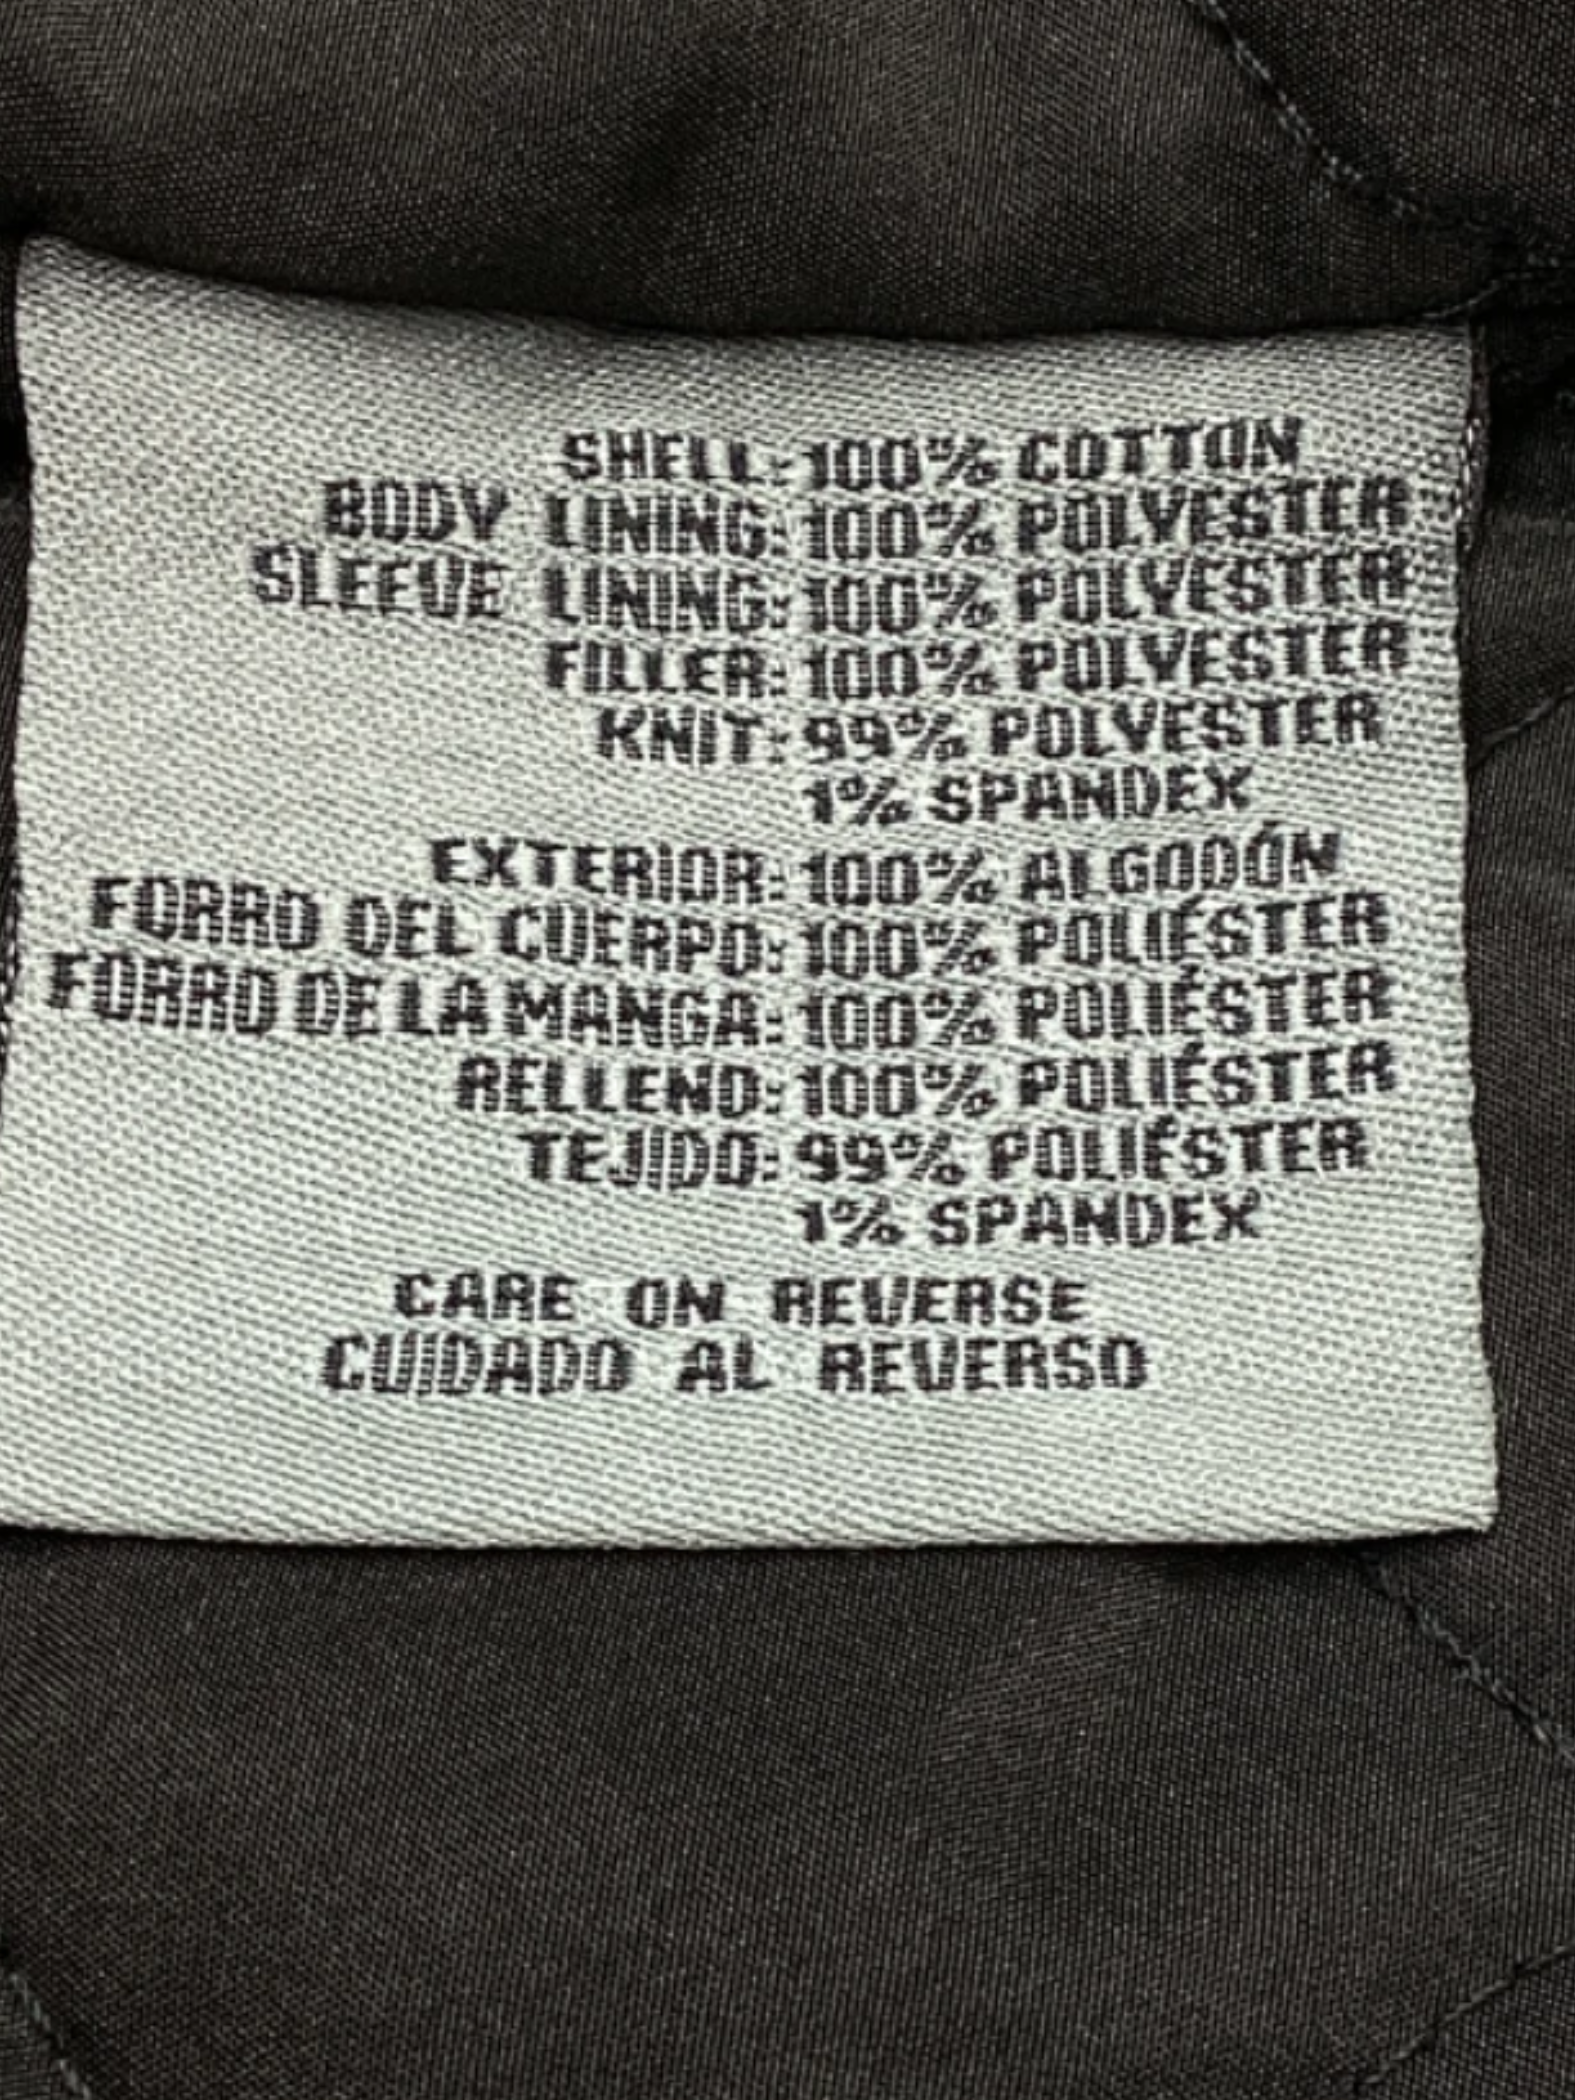 SHELL: 100% COTTON
BODY LINING: 100% POLYESTER
SLEEVE LINING: 100% POLYESTER
FILLER: 100% POLYESTER
KNIT: 99% POLYESTER
1% SPANDEX
EXTERIOR: 100% ALGODÓN
FORRO DEL CUERPO: 100% POLIÉSTER
FORRO DE LA MANGA: 100% POLIÉSTER
RELLENO: 100% POLIÉSTER
TEJIDO: 99% POLIÉSTER
1% SPANDEX
CARE ON REVERSE
CUIDADO AL REVERSO